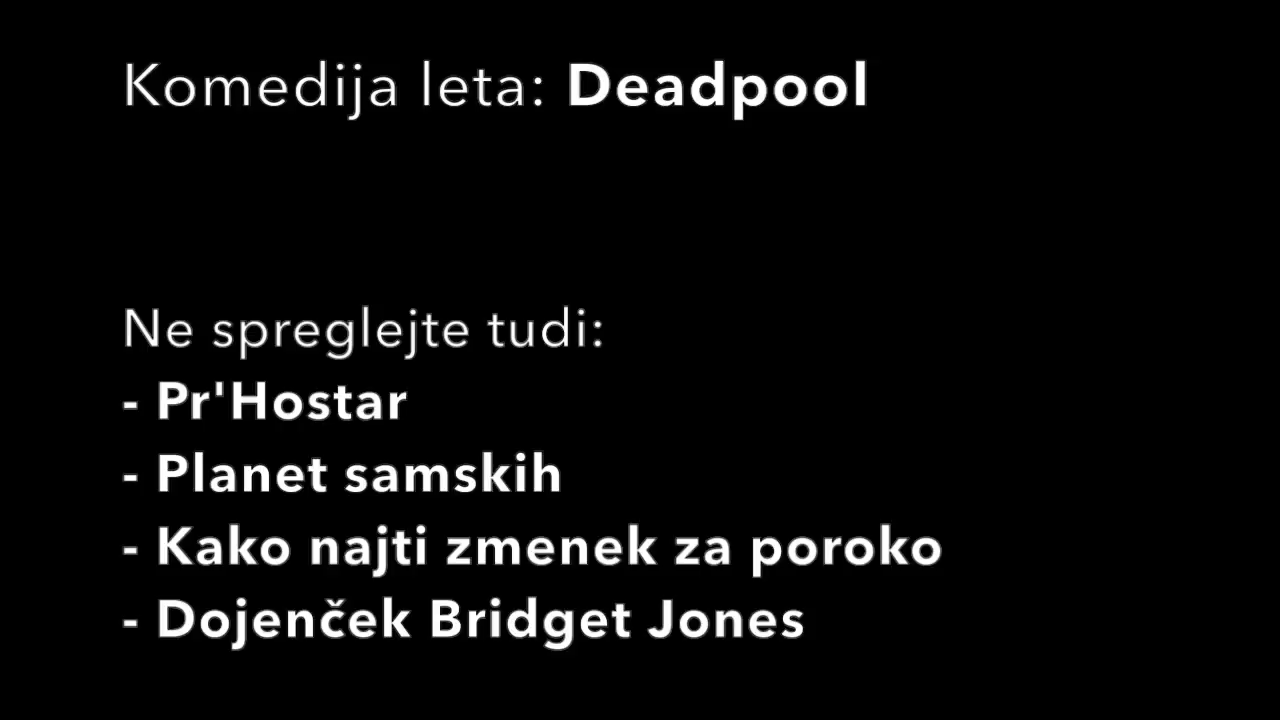 Komedija leta: Deadpool
Ne spreglejte tudi:
- Pr'Hostar
- Planet samskih
- Kako najti zmenek za poroko
- Dojenček Bridget Jones